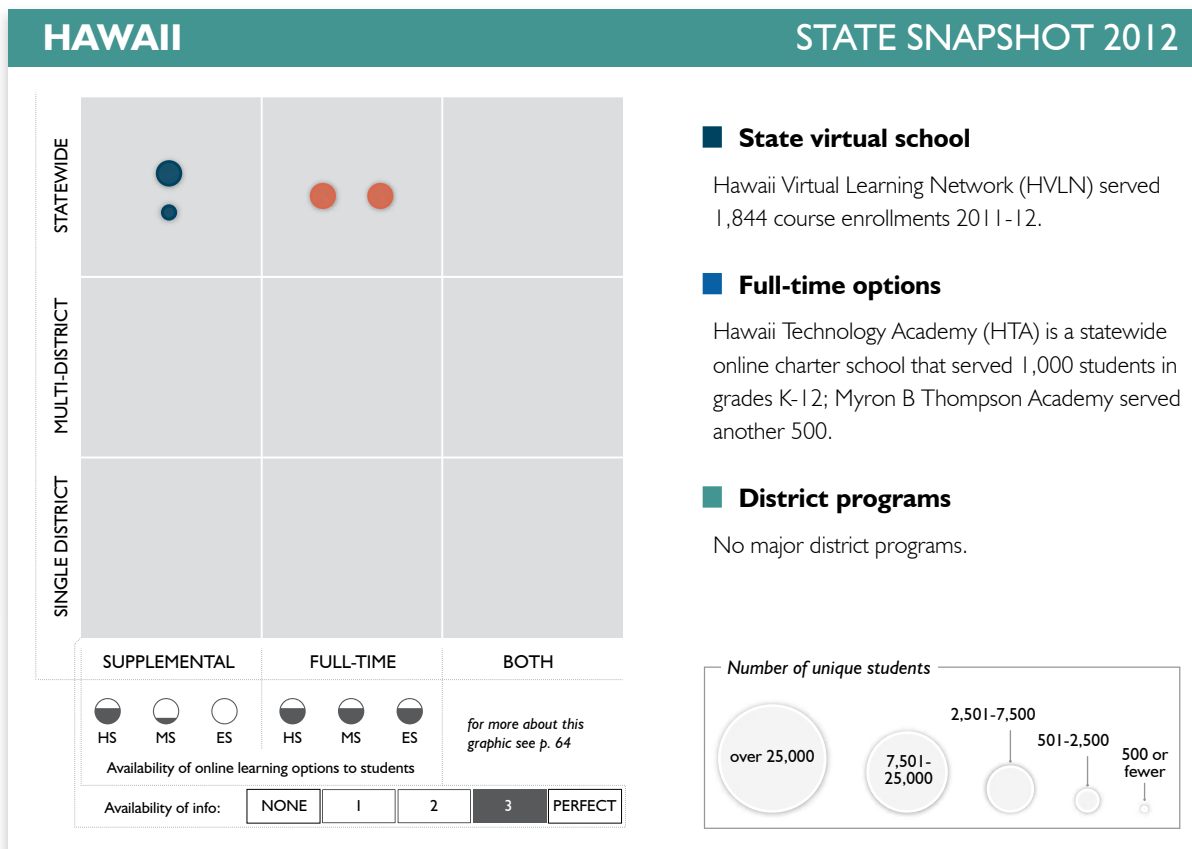 HAWAII
STATE SNAPSHOT 2012
STATEWIDE
MULTI-DISTRICT
SINGLE DISTRICT
SUPPLEMENTAL
FULL-TIME
BOTH
HS
MS
ES
HS
MS
ES
for more about this
graphic see p. 64
Availability of online learning options to students
Availability of info:
NONE
1
2
3
PERFECT
State virtual school
Hawaii Virtual Learning Network (HVLN) served
1,844 course enrollments 2011-12.
Full-time options
Hawaii Technology Academy (HTA) is a statewide
online charter school that served 1,000 students in
grades K-12; Myron B Thompson Academy served
another 500.
District programs
No major district programs.
Number of unique students
over 25,000
7,501-
25,000
2,501-7,500
501-2,500
500 or
fewer